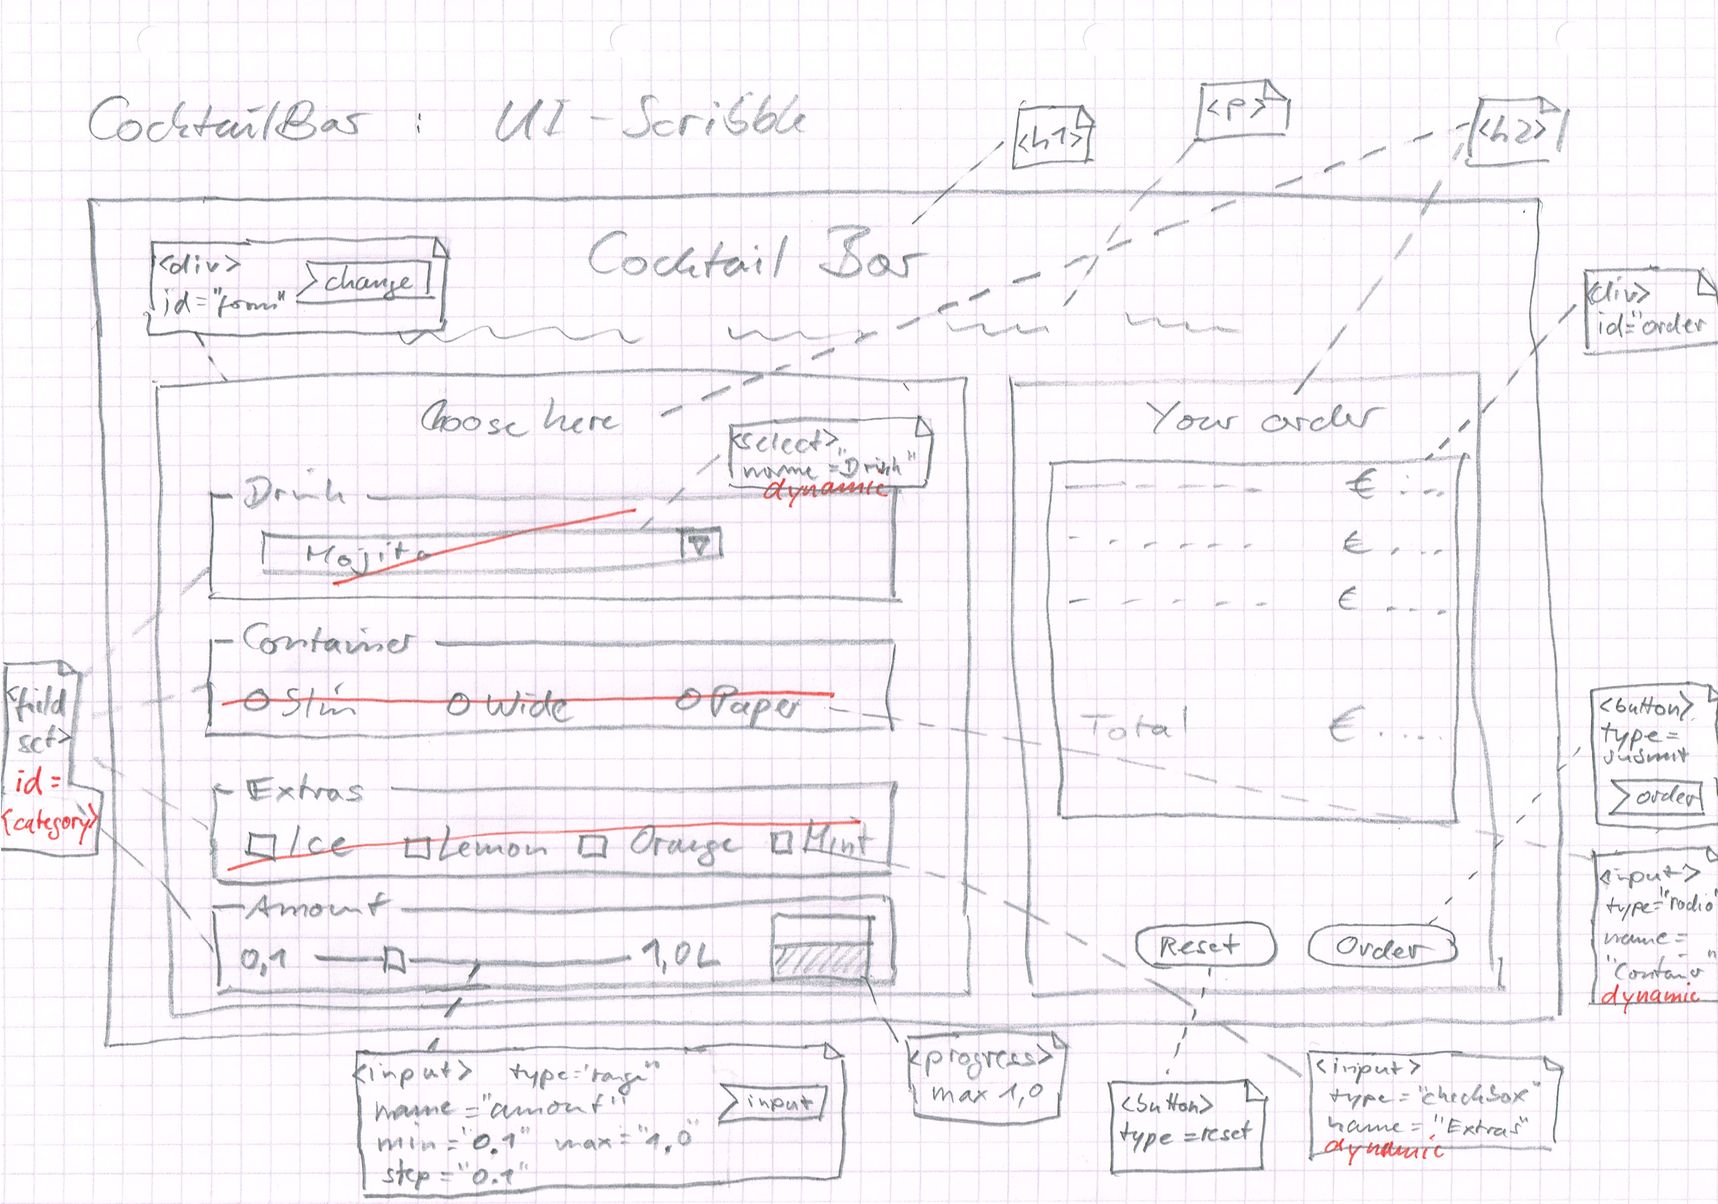 CocktailBar : UI-Scribble
<h1>
<p>
<h2>
<div>
id="form"
change
Cocktail Bar
<div>
id="order
Choose here
Your order
<select>
name="Drink"
dynamic
Drink
Mojito
€
€
€
Total €
Container
Slim Wide Paper
<field
set>
id=
{category}
Extras
Ice Lemon Orange Mint
Amount
0,1 1,0L
Reset Order
<button>
type=
submit
order
<input>
type="radio"
name=
dynamic
<input> type="range"
name="amount"
min="0.1" max="1,0"
step="0.1"
input
<progress>
max 1,0
<button>
type=reset
<input>
type="checkbox"
name="Extras"
dynamic